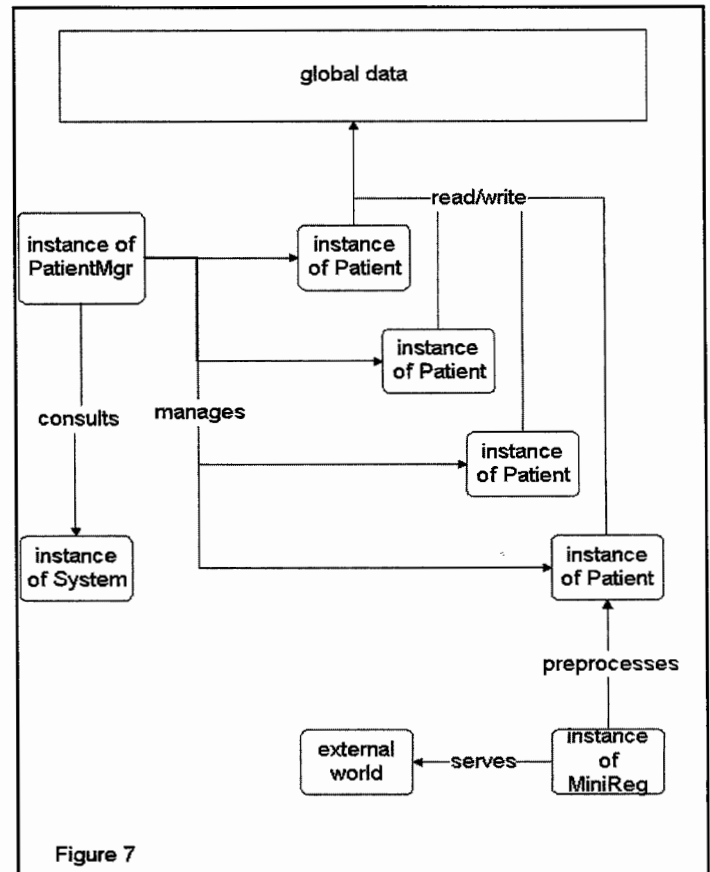 global data
read/write
instance of
PatientMgr
instance
of Patient
instance
of Patient
consults
manages
instance
of Patient
instance
of System
instance
of Patient
preprocesses
external
world
serves
instance
of
MiniReg
Figure 7